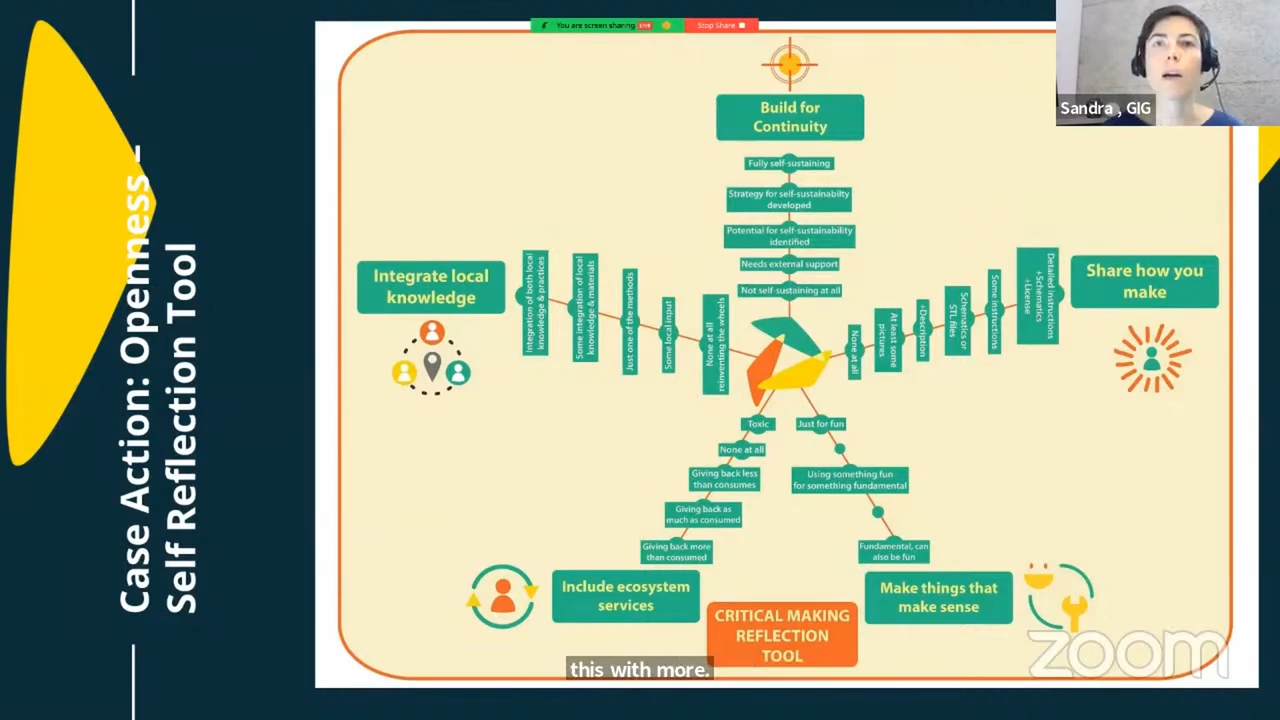 You are screen sharing LIVE
Stop Share
Sandra , GIG
Case Action: Openness –
Self Reflection Tool
Build for
Continuity
Fully self-sustaining
Strategy for self-sustainabilty
developed
Potential for self-sustainability
identified
Needs external support
Not self-sustaining at all
Integrate local
knowledge
Integration of both local
knowledge & practices
Some integration of local
knowledge & materials
Just one of the methods
Some local input
None at all
reinventing the wheels
Share how you
make
None at all
At least some
pictures
+Description
Schematics or
STL files
Some instructions
Detailed instructions
+Schematics
+License
Toxic
None at all
Giving back less
than consumes
Giving back as
much as consumed
Giving back more
than consumed
Include ecosystem
services
Just for fun
Using something fun
for something fundamental
Fundamental, can
also be fun
Make things that
make sense
CRITICAL MAKING
REFLECTION
TOOL
this with more.
zoom